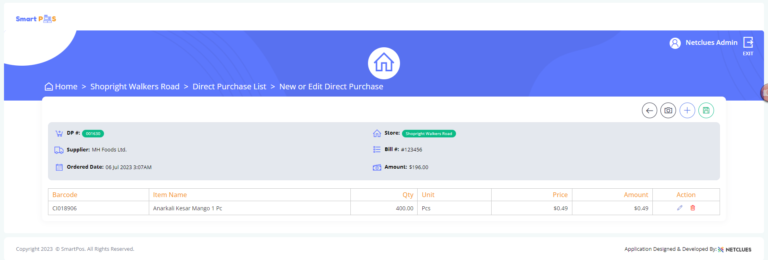 Smart POS
Netclues Admin
EXIT
Home > Shopright Walkers Road > Direct Purchase List > New or Edit Direct Purchase
DP #: Store: Shopright Walkers Road
Supplier: MH Foods Ltd. Bill #: #123456
Ordered Date: 06 Jul 2023 3:07AM Amount: $196.00
Barcode Item Name Qty Unit Price Amount Action
CI018906 Anarkali Kesar Mango 1 Pc 400.00 Pcs $0.49 $0.49
Copyright 2023 © SmartPos. All Rights Reserved. Application Designed & Developed By: NETCLUES